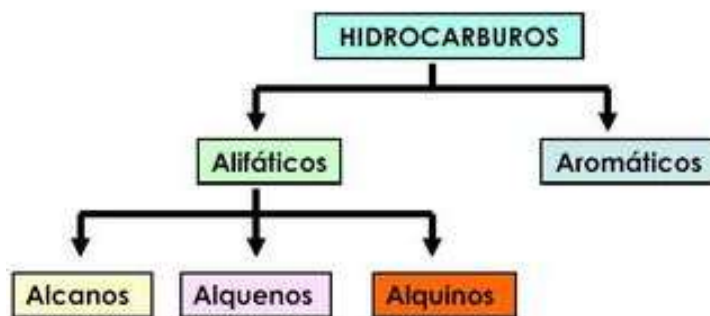 HIDROCARBUROS
Alifáticos
Aromáticos
Alcanos
Alquenos
Alquinos